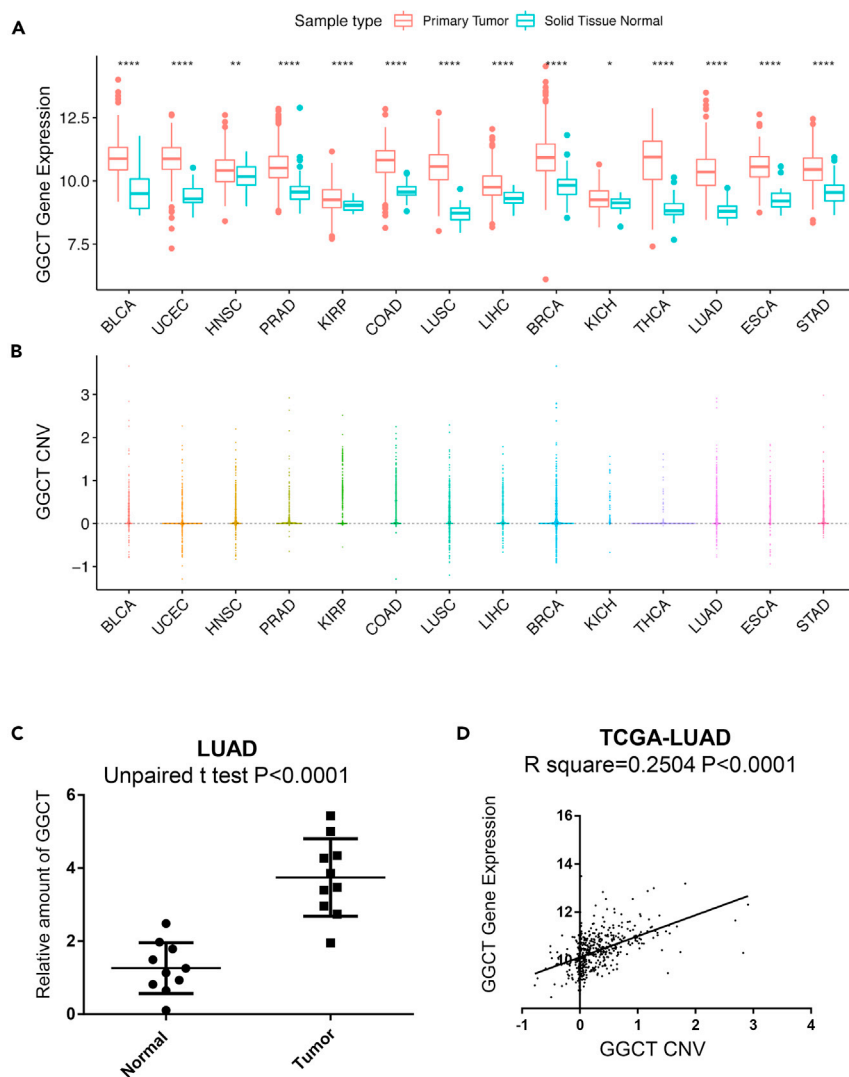 A
Sample type Primary Tumor Solid Tissue Normal
**** **** ** **** **** **** **** **** **** * **** **** **** ****
GGCT Gene Expression
12.5
10.0
7.5
BLCA UCEC HNSC PRAD KIRP COAD LUSC LIHC BRCA KICH THCA LUAD ESCA STAD
B
GGCT CNV
3
2
1
0
−1
BLCA UCEC HNSC PRAD KIRP COAD LUSC LIHC BRCA KICH THCA LUAD ESCA STAD
C
LUAD
Unpaired t test P<0.0001
Relative amount of GGCT
6
4
2
0
Normal Tumor
D
TCGA-LUAD
R square=0.2504 P<0.0001
GGCT Gene Expression
16
14
12
10
-1 0 1 2 3 4
GGCT CNV